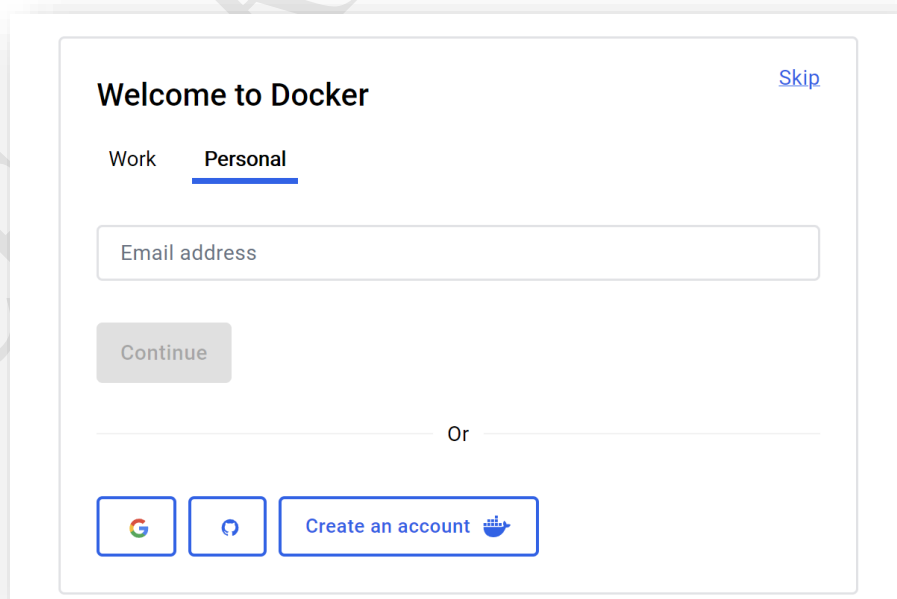 Skip
Welcome to Docker
Work Personal
Email address
Continue
Or
Create an account